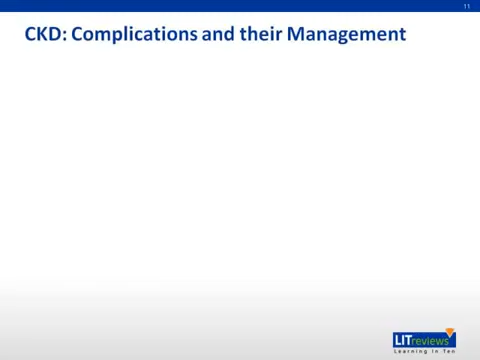 11
CKD: Complications and their Management
LITreviews
Learning in Ten